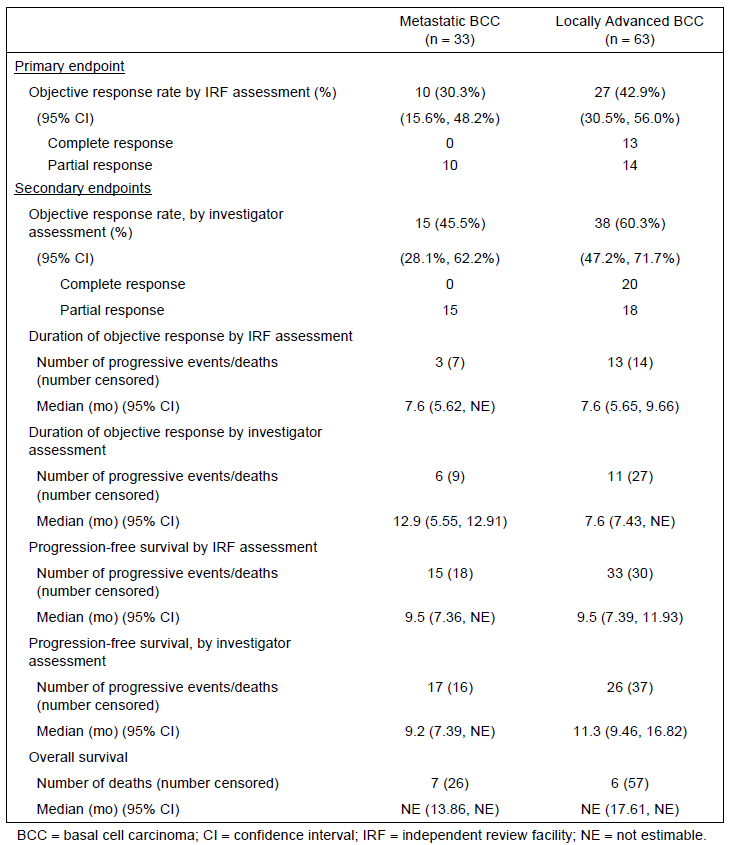 Metastatic BCC Locally Advanced BCC
(n = 33) (n = 63)
Primary endpoint
Objective response rate by IRF assessment (%) 10 (30.3%) 27 (42.9%)
(95% CI) (15.6%, 48.2%) (30.5%, 56.0%)
Complete response 0 13
Partial response 10 14
Secondary endpoints
Objective response rate, by investigator
assessment (%) 15 (45.5%) 38 (60.3%)
(95% CI) (28.1%, 62.2%) (47.2%, 71.7%)
Complete response 0 20
Partial response 15 18
Duration of objective response by IRF assessment
Number of progressive events/deaths 3 (7) 13 (14)
(number censored)
Median (mo) (95% CI) 7.6 (5.62, NE) 7.6 (5.65, 9.66)
Duration of objective response by investigator
assessment
Number of progressive events/deaths 6 (9) 11 (27)
(number censored)
Median (mo) (95% CI) 12.9 (5.55, 12.91) 7.6 (7.43, NE)
Progression-free survival by IRF assessment
Number of progressive events/deaths 15 (18) 33 (30)
(number censored)
Median (mo) (95% CI) 9.5 (7.36, NE) 9.5 (7.39, 11.93)
Progression-free survival, by investigator
assessment
Number of progressive events/deaths 17 (16) 26 (37)
(number censored)
Median (mo) (95% CI) 9.2 (7.39, NE) 11.3 (9.46, 16.82)
Overall survival
Number of deaths (number censored) 7 (26) 6 (57)
Median (mo) (95% CI) NE (13.86, NE) NE (17.61, NE)
BCC = basal cell carcinoma; CI = confidence interval; IRF = independent review facility; NE = not estimable.